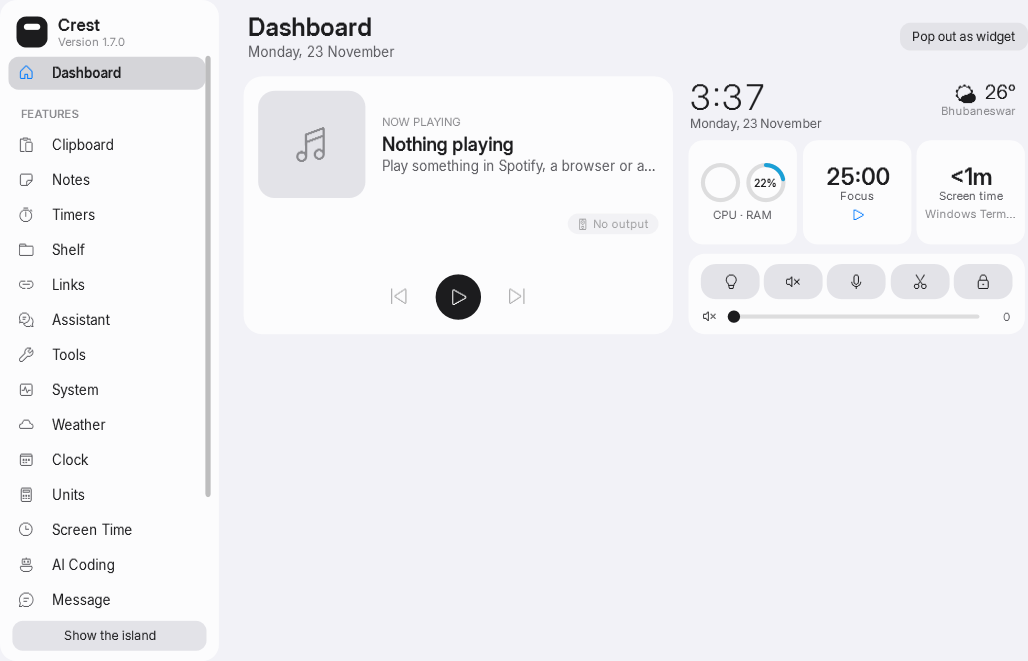 Crest
Version 1.7.0
Dashboard
FEATURES
Clipboard
Notes
Timers
Shelf
Links
Assistant
Tools
System
Weather
Clock
Units
Screen Time
AI Coding
Message
Show the island
Dashboard
Monday, 23 November
Pop out as widget
NOW PLAYING
Nothing playing
Play something in Spotify, a browser or a...
No output
3:37
Monday, 23 November
26°
Bhubaneswar
22%
CPU · RAM
25:00
Focus
<1m
Screen time
Windows Term...
0